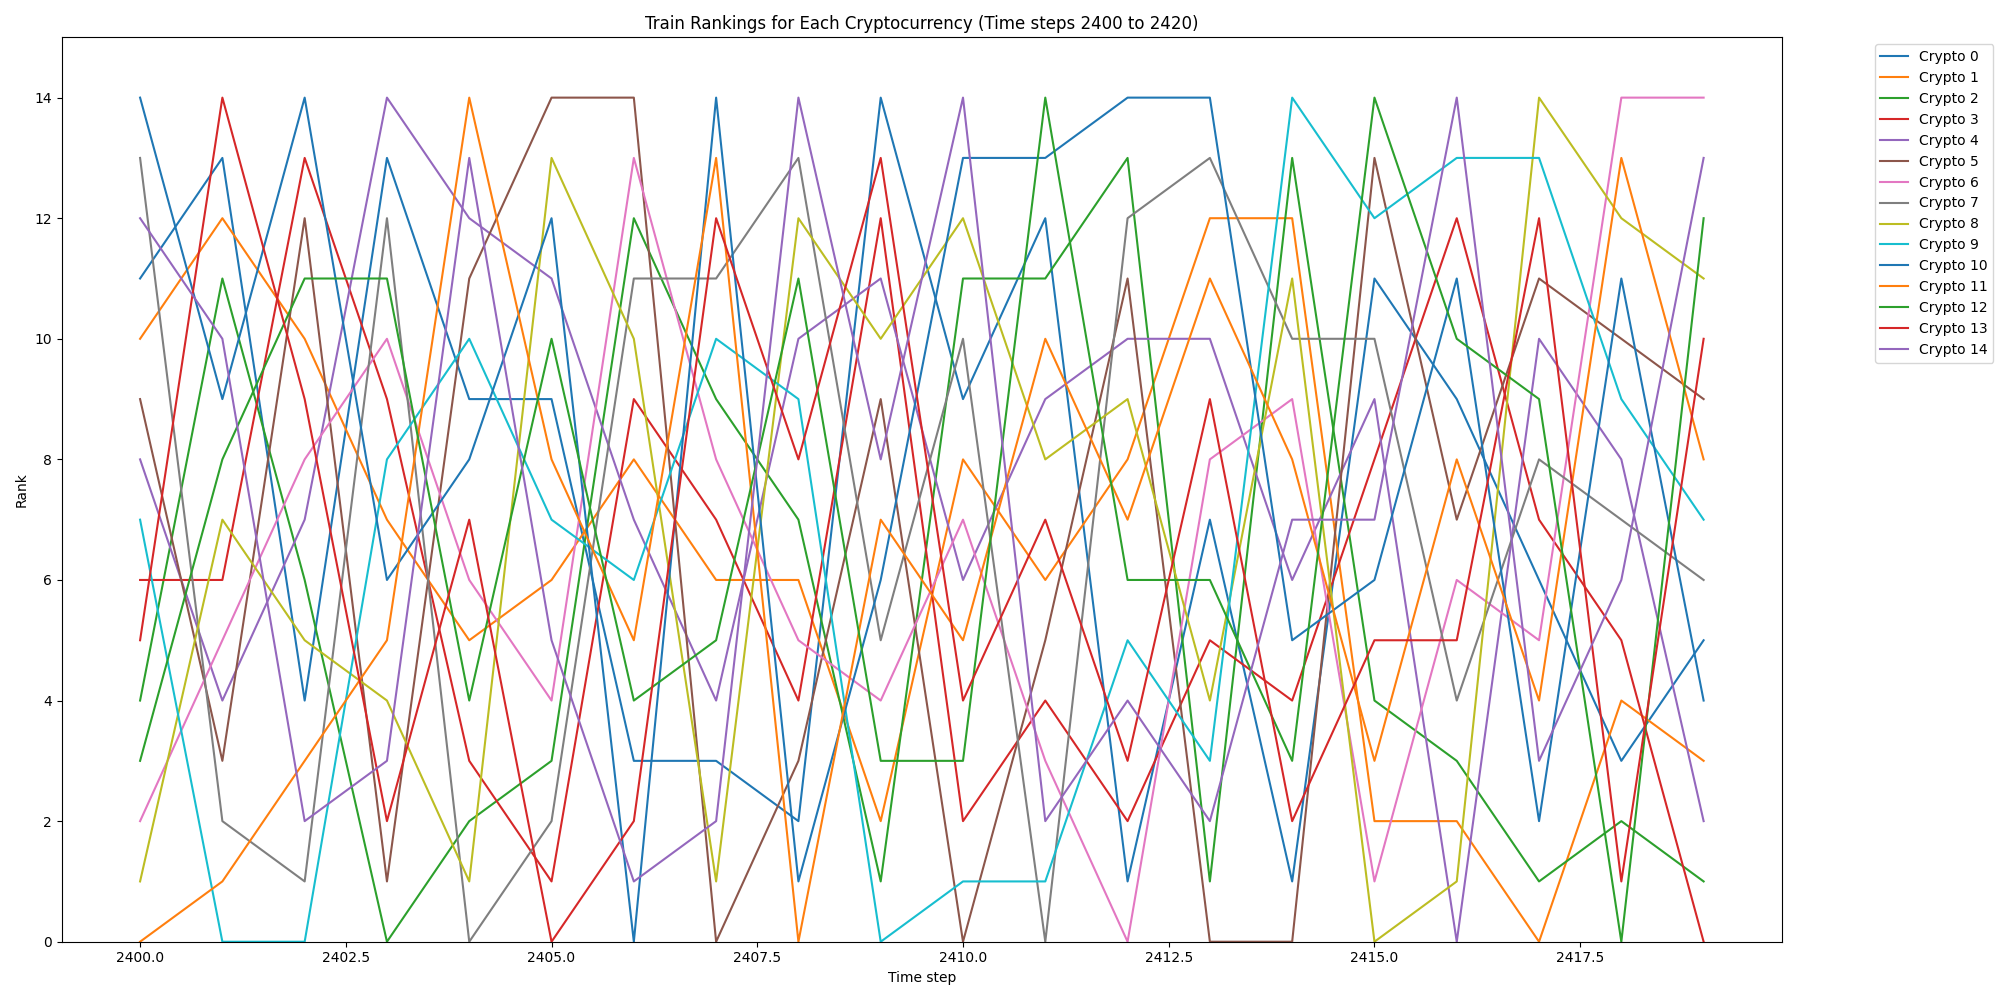 Train Rankings for Each Cryptocurrency (Time steps 2400 to 2420)
Rank
14
12
10
8
6
4
2
0
2400.0
2402.5
2405.0
2407.5
2410.0
2412.5
2415.0
2417.5
Time step
Crypto 0
Crypto 1
Crypto 2
Crypto 3
Crypto 4
Crypto 5
Crypto 6
Crypto 7
Crypto 8
Crypto 9
Crypto 10
Crypto 11
Crypto 12
Crypto 13
Crypto 14